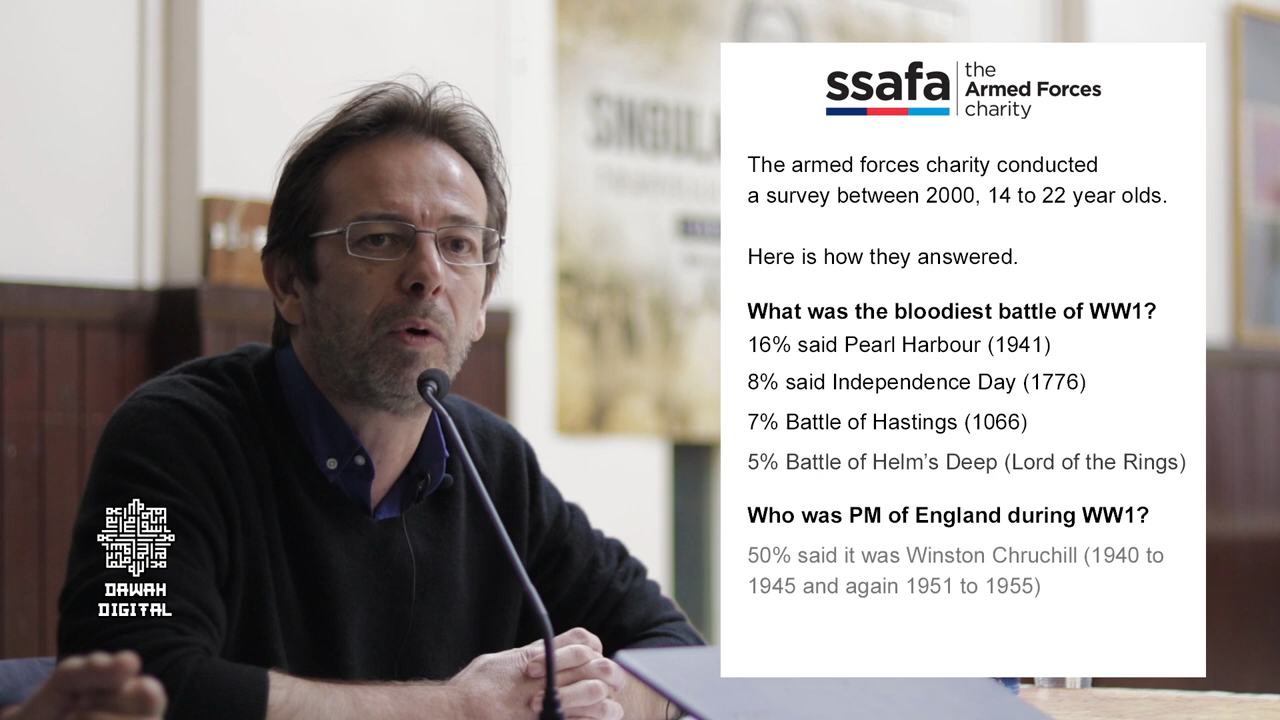 ssafa
the
Armed Forces
charity
The armed forces charity conducted
a survey between 2000, 14 to 22 year olds.
Here is how they answered.
What was the bloodiest battle of WW1?
16% said Pearl Harbour (1941)
8% said Independence Day (1776)
7% Battle of Hastings (1066)
5% Battle of Helm’s Deep (Lord of the Rings)
Who was PM of England during WW1?
50% said it was Winston Chruchill (1940 to
1945 and again 1951 to 1955)
DAWAH
DIGITAL